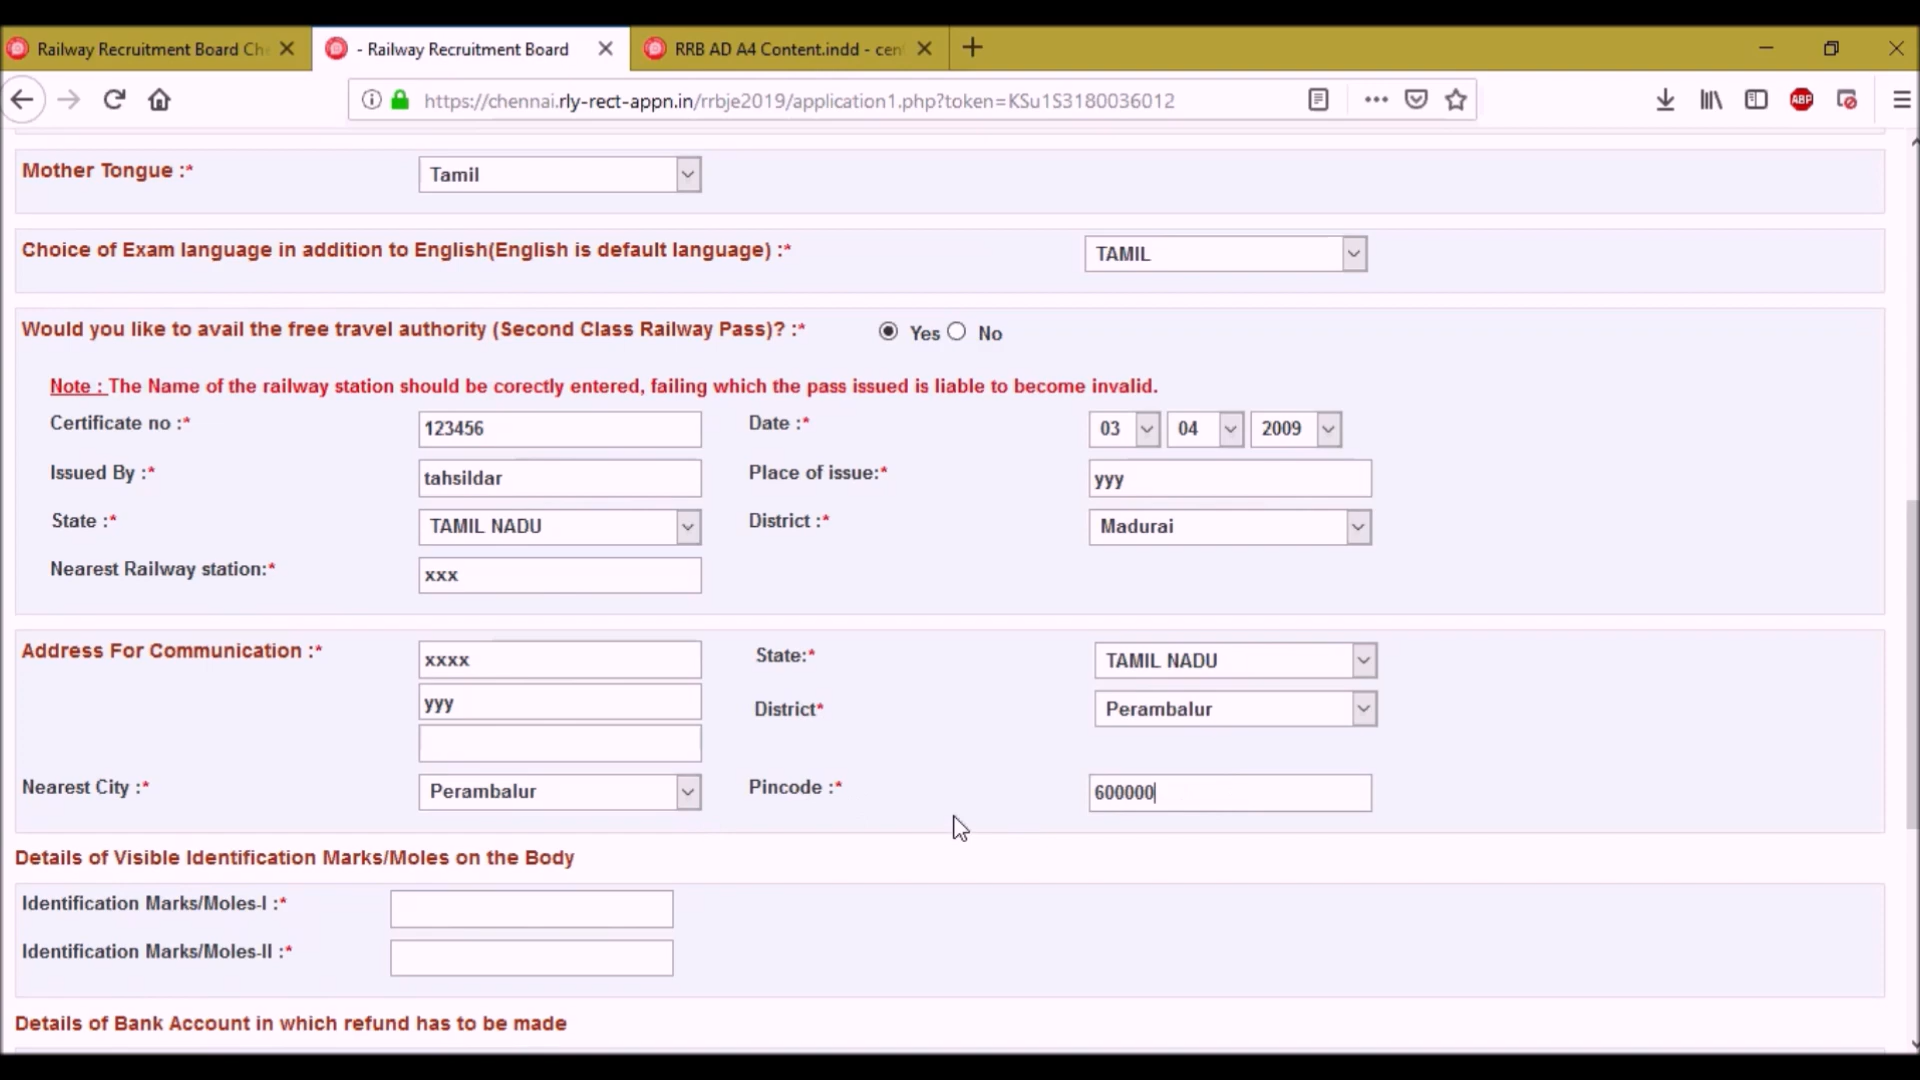 Railway Recruitment Board Ch
- Railway Recruitment Board
RRB AD A4 Content.indd - cen
https://chennai.rly-rect-appn.in/rrbje2019/application1.php?token=KSu1S3180036012
ABP
Mother Tongue :* Tamil
Choice of Exam language in addition to English(English is default language) :* TAMIL
Would you like to avail the free travel authority (Second Class Railway Pass)? :* Yes No
Note : The Name of the railway station should be corectly entered, failing which the pass issued is liable to become invalid.
Certificate no :* 123456 Date :* 03 04 2009
Issued By :* tahsildar Place of issue:* yyy
State :* TAMIL NADU District :* Madurai
Nearest Railway station:* xxx
Address For Communication :* xxxx State:* TAMIL NADU
yyy District* Perambalur
Nearest City :* Perambalur Pincode :* 600000
Details of Visible Identification Marks/Moles on the Body
Identification Marks/Moles-I :*
Identification Marks/Moles-II :*
Details of Bank Account in which refund has to be made